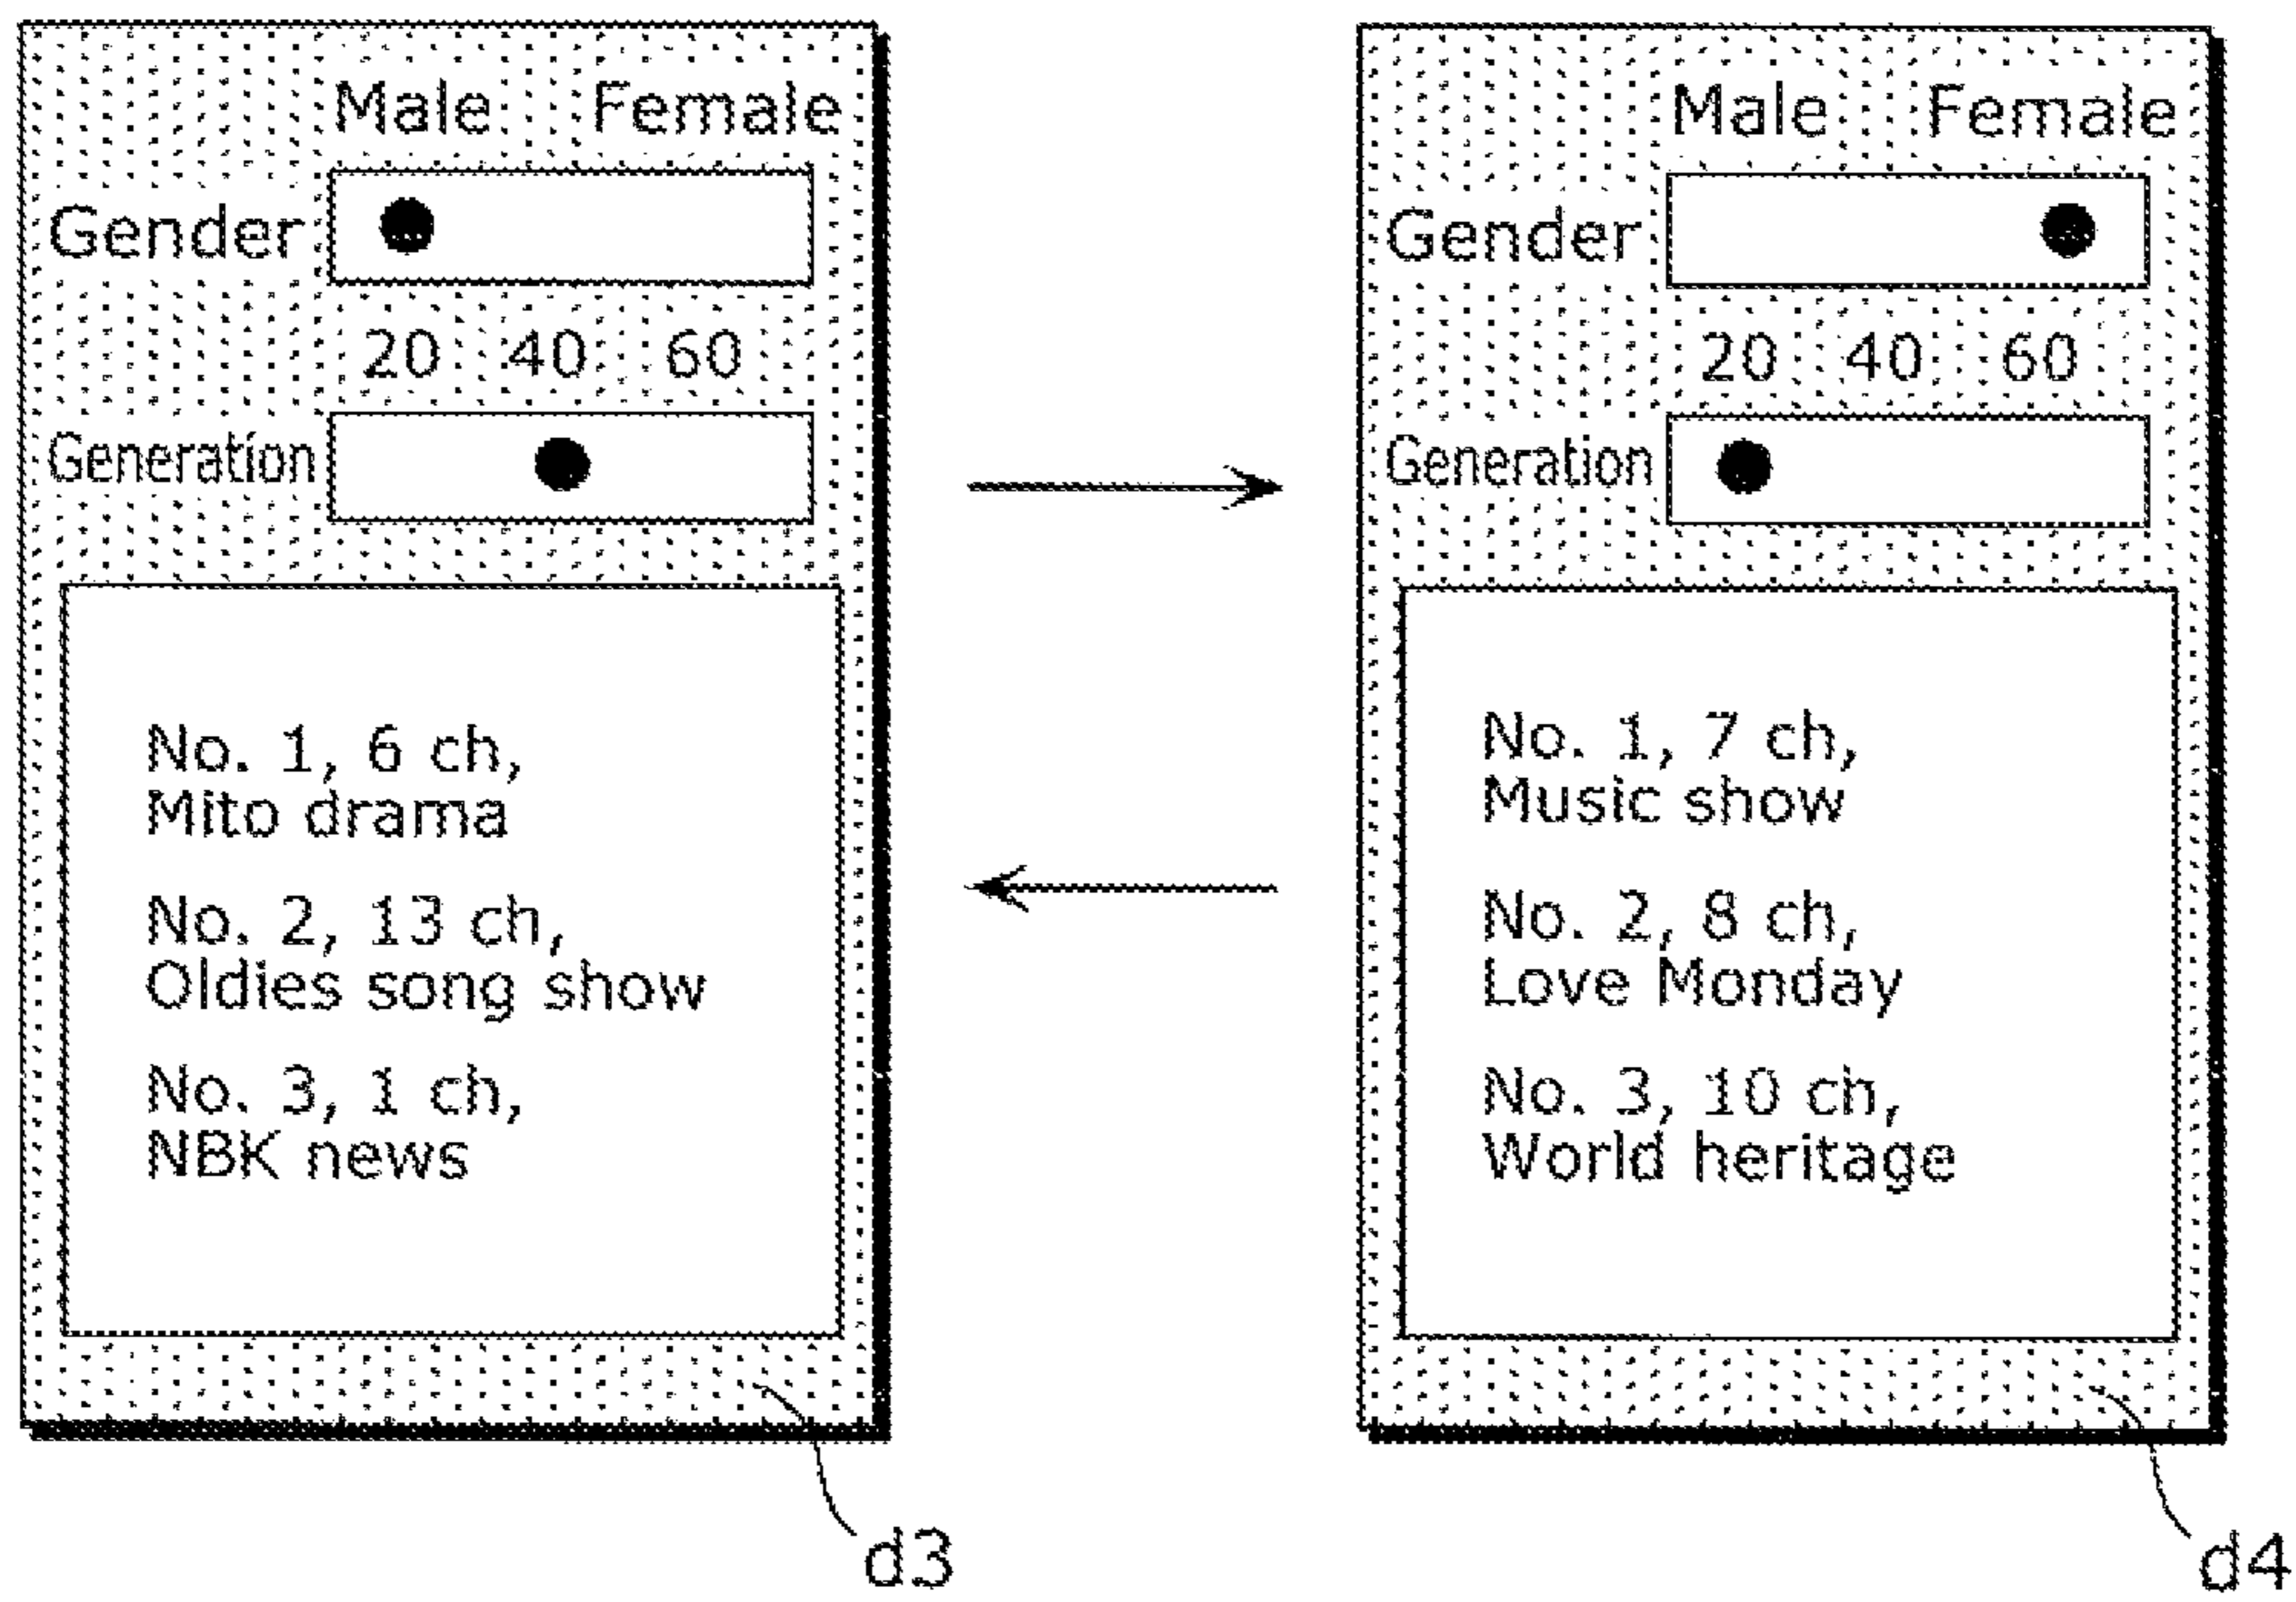 Male Female
Gender
20 40 60
Generation
No. 1, 6 ch,
Mito drama
No. 2, 13 ch,
Oldies song show
No. 3, 1 ch,
NBK news
d3
Male Female
Gender
20 40 60
Generation
No. 1, 7 ch,
Music show
No. 2, 8 ch,
Love Monday
No. 3, 10 ch,
World heritage
d4